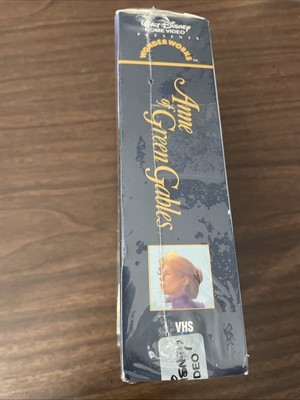 WALT DISNEY
HOME VIDEO
PRESENTS
WONDERWORKS
Anne
of Green Gables
VHS